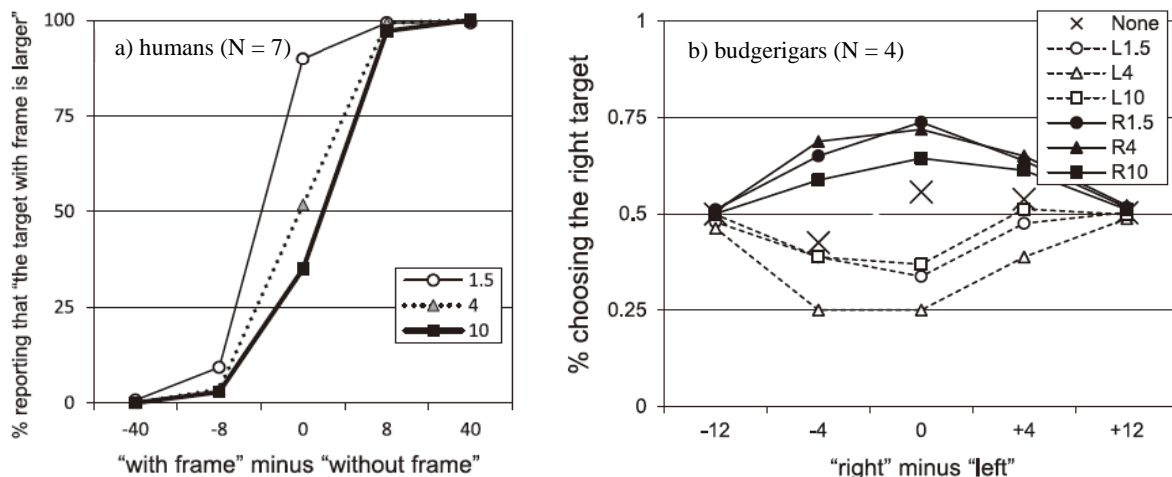 % reporting that "the target with frame is larger"
100
75
50
25
0
a) humans (N = 7)
1.5
4
10
-40
-8
0
8
40
"with frame" minus "without frame"
% choosing the right target
1
0.75
0.5
0.25
0
b) budgerigars (N = 4)
None
L1.5
L4
L10
R1.5
R4
R10
-12
-4
0
+4
+12
"right" minus "left"